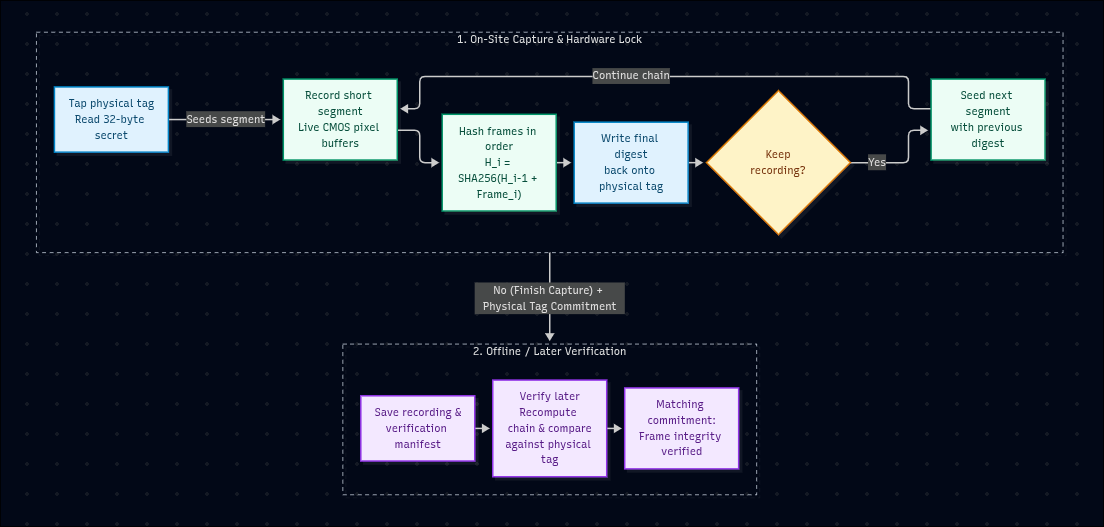 1. On-Site Capture & Hardware Lock
Tap physical tag
Read 32-byte
secret
Seeds segment
Record short
segment
Live CMOS pixel
buffers
Continue chain
Hash frames in
order
H_i =
SHA256(H_i-1 +
Frame_i)
Write final
digest
back onto
physical tag
Keep
recording?
Yes
Seed next
segment
with previous
digest
No (Finish Capture) +
Physical Tag Commitment
2. Offline / Later Verification
Save recording &
verification
manifest
Verify later
Recompute
chain & compare
against physical
tag
Matching
commitment:
Frame integrity
verified